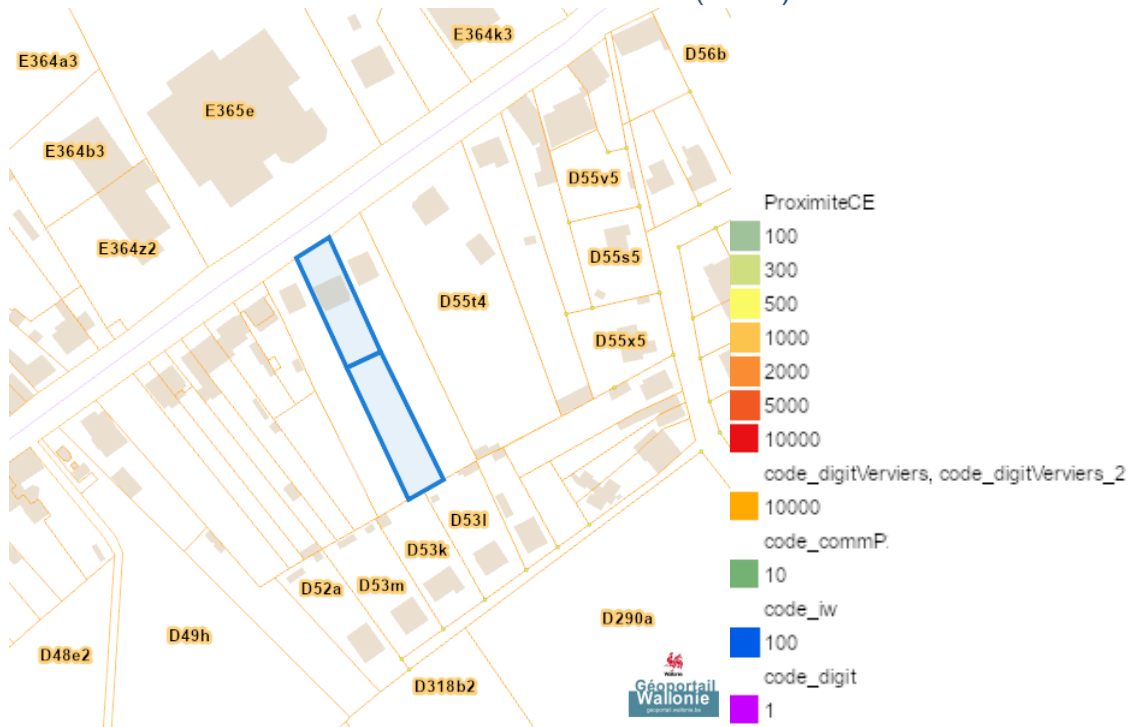 E364k3
E364a3
D56b
E365e
E364b3
D55v5
E364z2
D55s5
D55t4
D55x5
D53l
D53k
D52a
D53m
D290a
D49h
D48e2
D318b2
Wallonie
Géoportail
Wallonie
geoportail.wallonie.be
ProximiteCE
100
300
500
1000
2000
5000
10000
code_digitVerviers, code_digitVerviers_2
10000
code_commP.
10
code_iw
100
code_digit
1